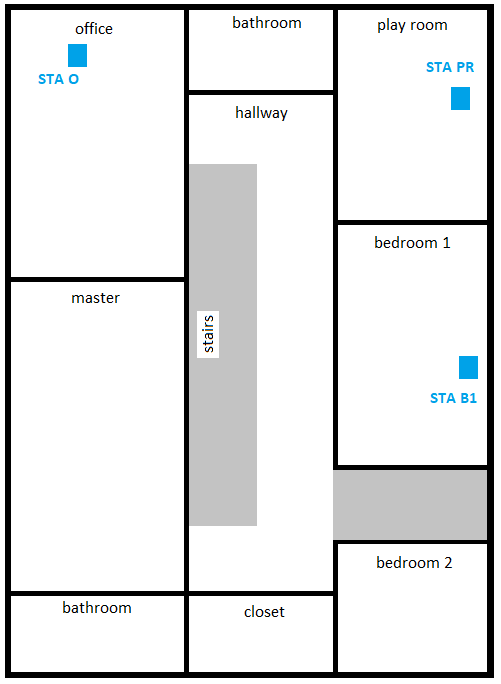 office
bathroom
play room
STA O
STA PR
hallway
bedroom 1
master
stairs
STA B1
bedroom 2
bathroom
closet